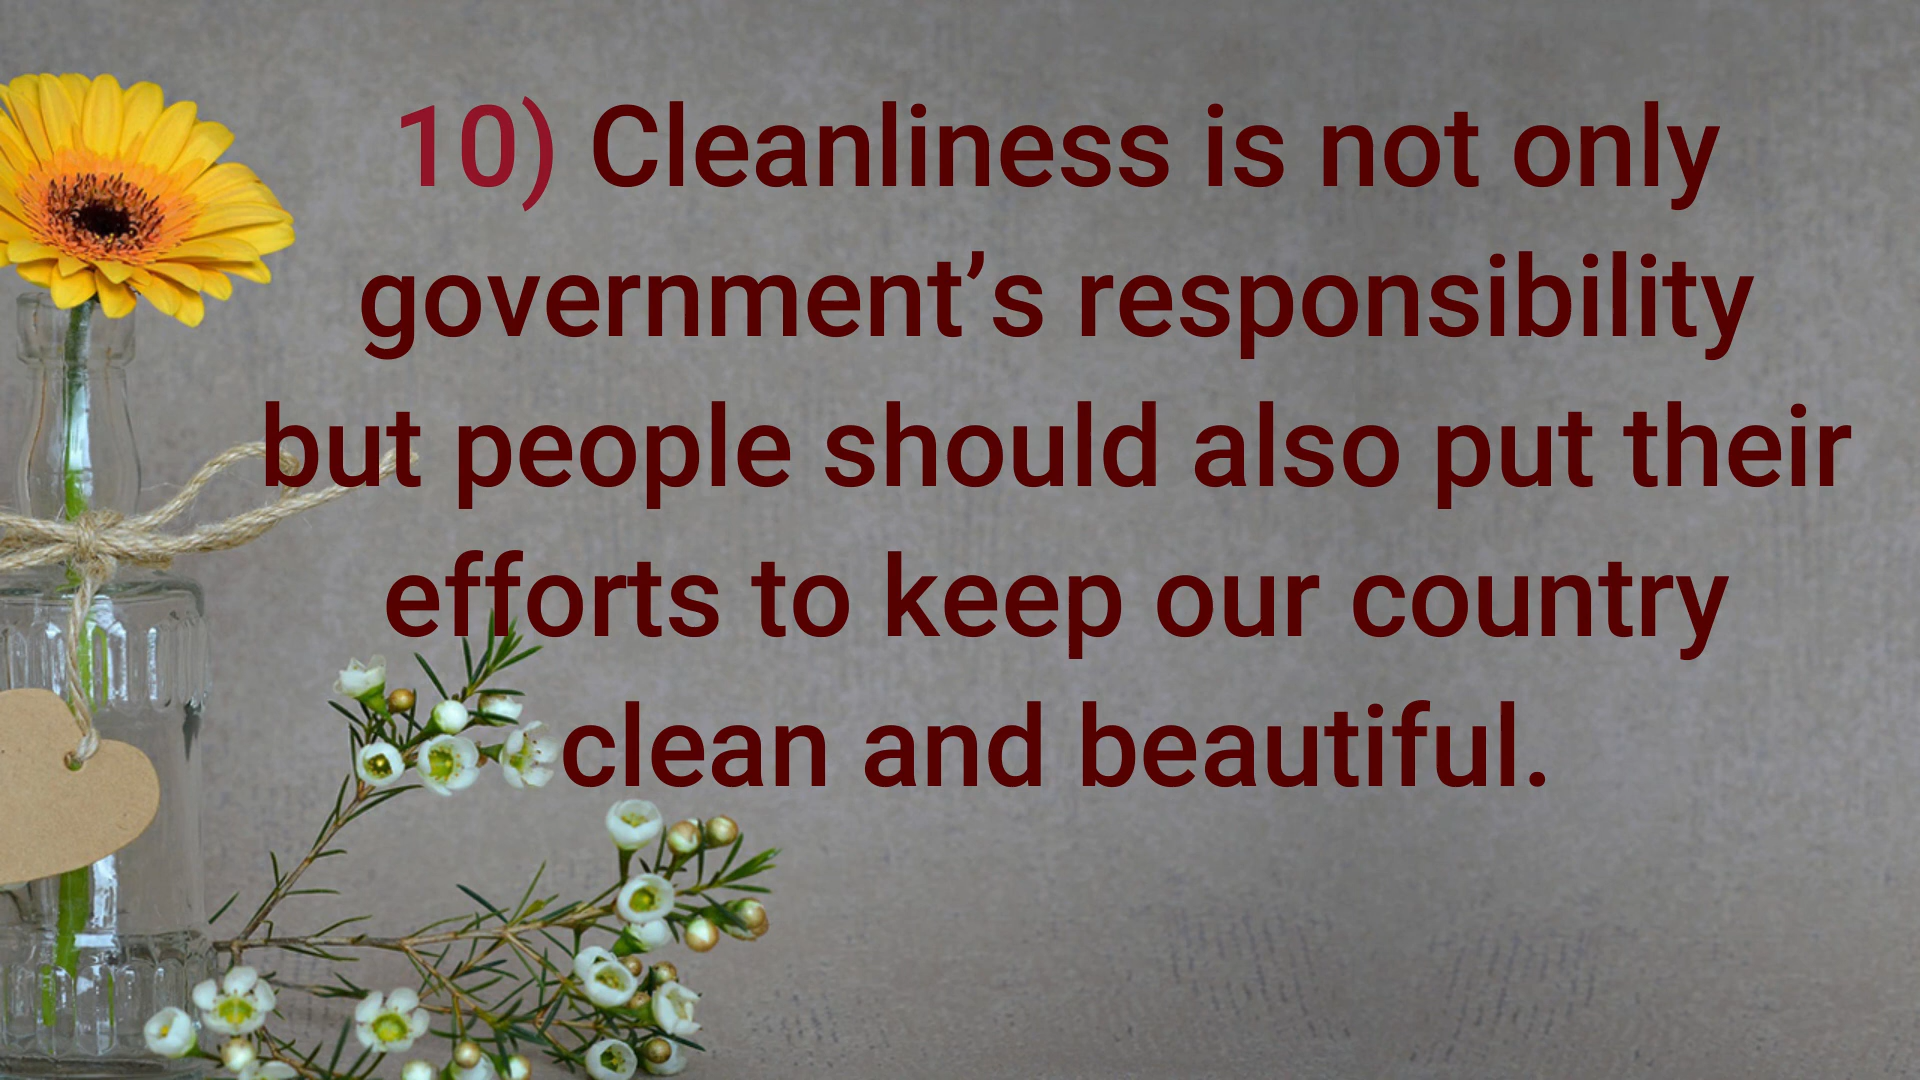 10) Cleanliness is not only
government’s responsibility
but people should also put their
efforts to keep our country
clean and beautiful.